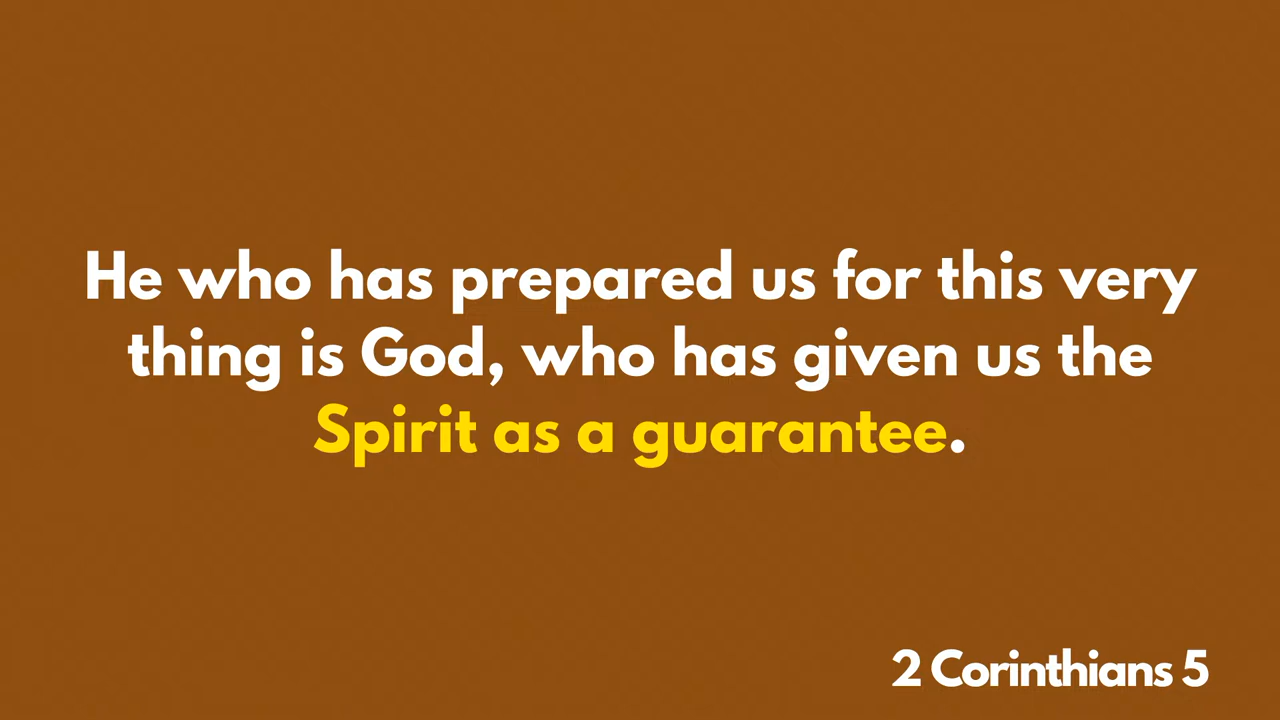 He who has prepared us for this very
thing is God, who has given us the
Spirit as a guarantee.
2 Corinthians 5